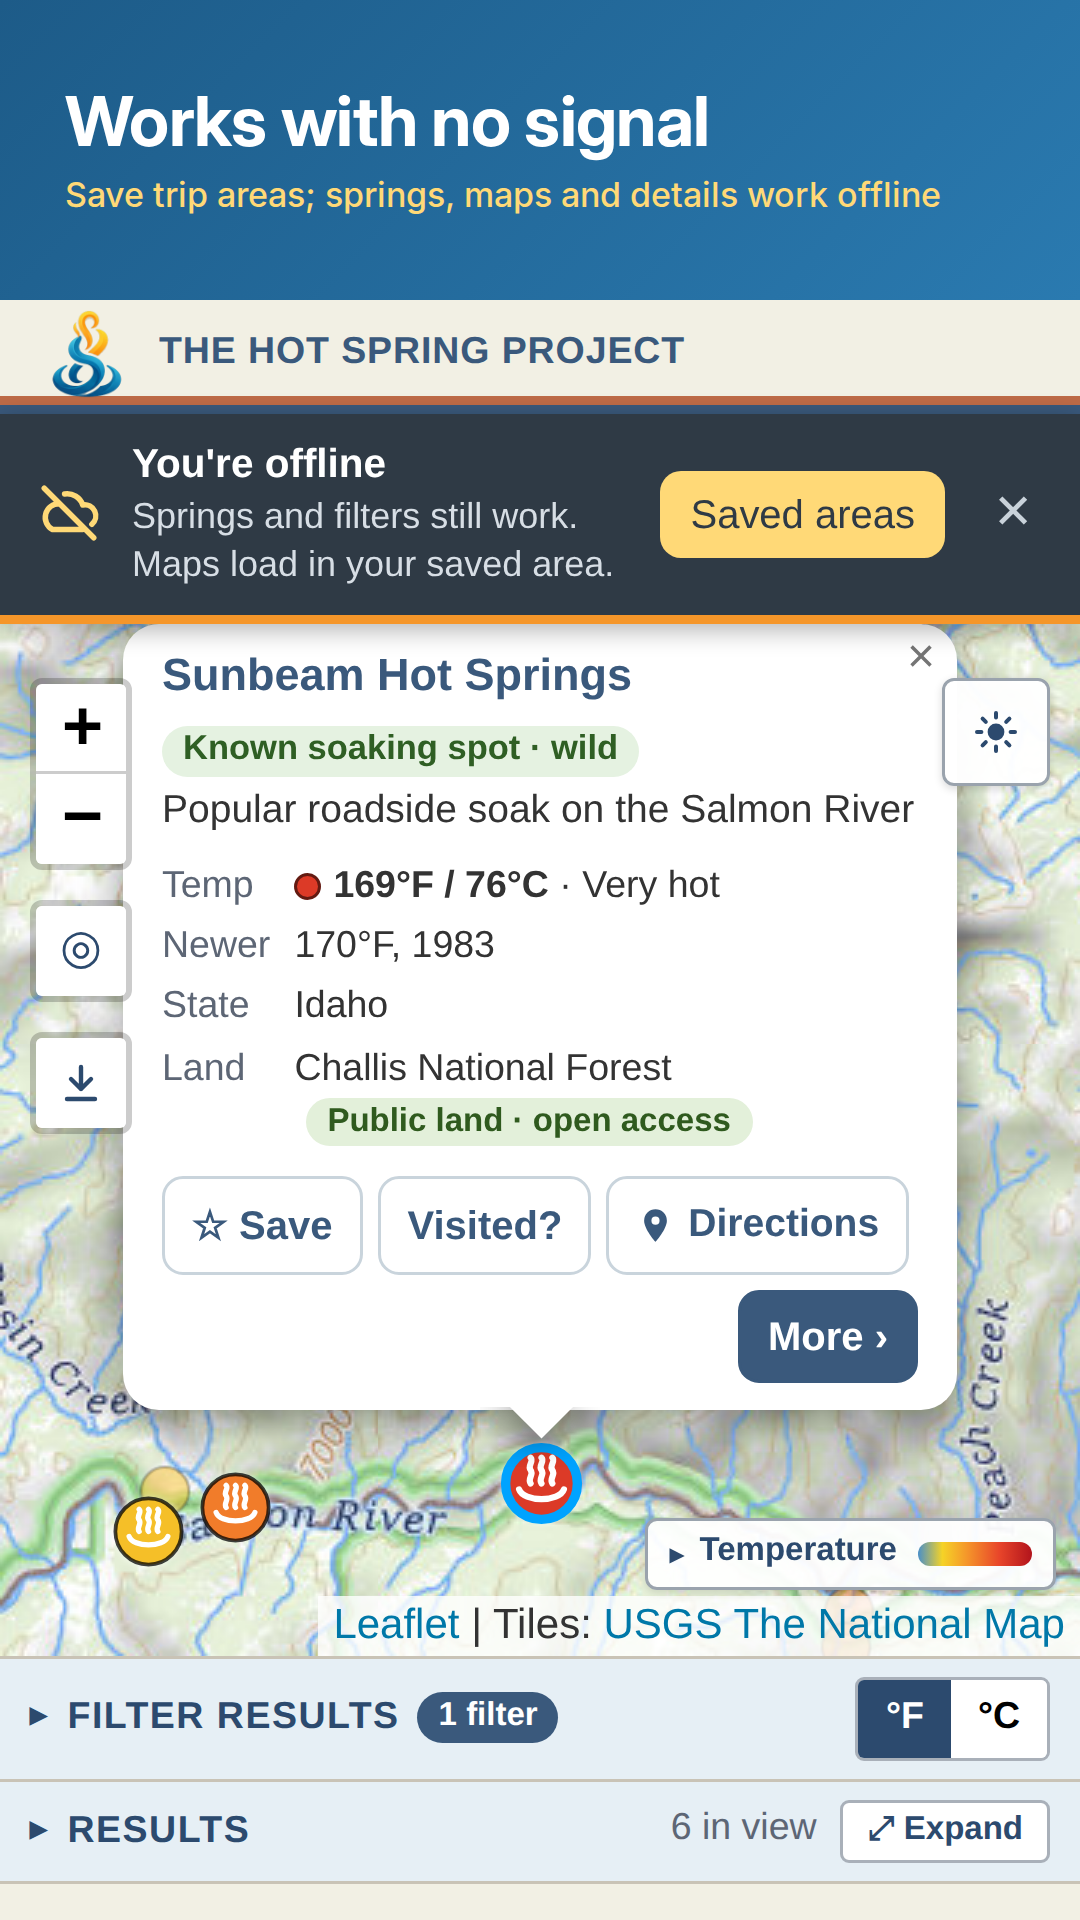 Works with no signal
Save trip areas; springs, maps and details work offline
THE HOT SPRING PROJECT
You're offline
Springs and filters still work.
Maps load in your saved area.
Saved areas
×
Sunbeam Hot Springs
×
Known soaking spot · wild
Popular roadside soak on the Salmon River
Temp 169°F / 76°C · Very hot
Newer 170°F, 1983
State Idaho
Land Challis National Forest
Public land · open access
☆ Save
Visited?
Directions
More ›
+
−
Creek
Creek
7000
on River
▸ Temperature
Leaflet | Tiles: USGS The National Map
▸ FILTER RESULTS 1 filter
°F °C
▸ RESULTS
6 in view
⤢ Expand